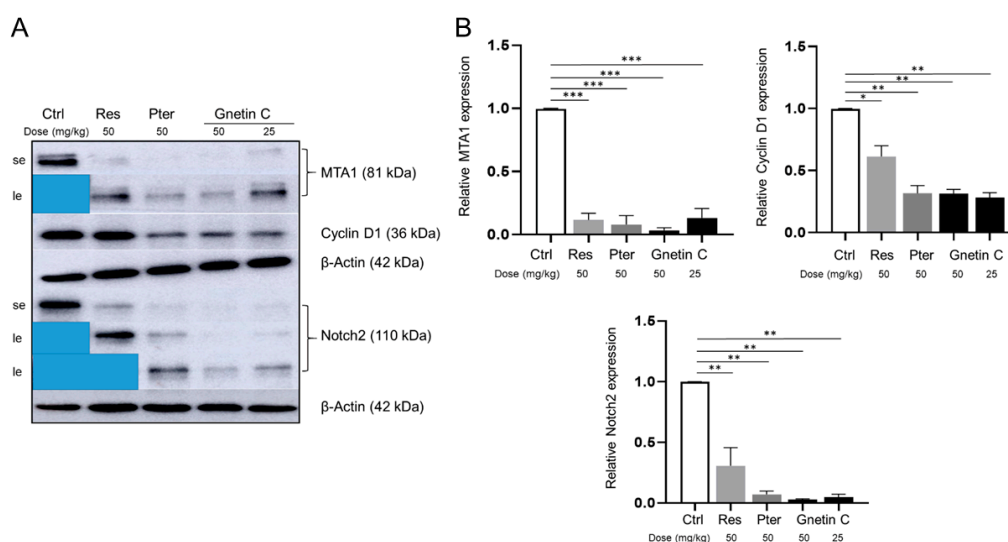 A
Ctrl Res Pter Gnetin C
Dose (mg/kg) 50 50 50 25
se
MTA1 (81 kDa)
le
Cyclin D1 (36 kDa)
β-Actin (42 kDa)
se
le
Notch2 (110 kDa)
le
β-Actin (42 kDa)
B
Relative MTA1 expression
1.5
1.0
0.5
0.0
***
***
***
***
Ctrl Res Pter Gnetin C
Dose (mg/kg) 50 50 50 25
Relative Cyclin D1 expression
1.5
1.0
0.5
0.0
**
**
**
*
Ctrl Res Pter Gnetin C
Dose (mg/kg) 50 50 50 25
Relative Notch2 expression
1.5
1.0
0.5
0.0
**
**
**
**
Ctrl Res Pter Gnetin C
Dose (mg/kg) 50 50 50 25